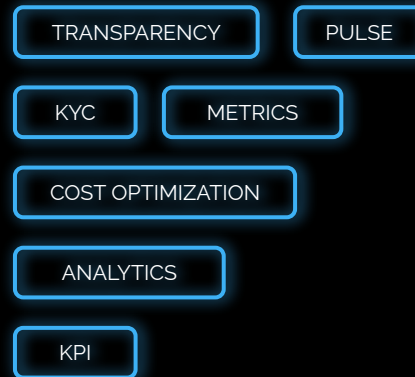 TRANSPARENCY PULSE
KYC METRICS
COST OPTIMIZATION
ANALYTICS
KPI